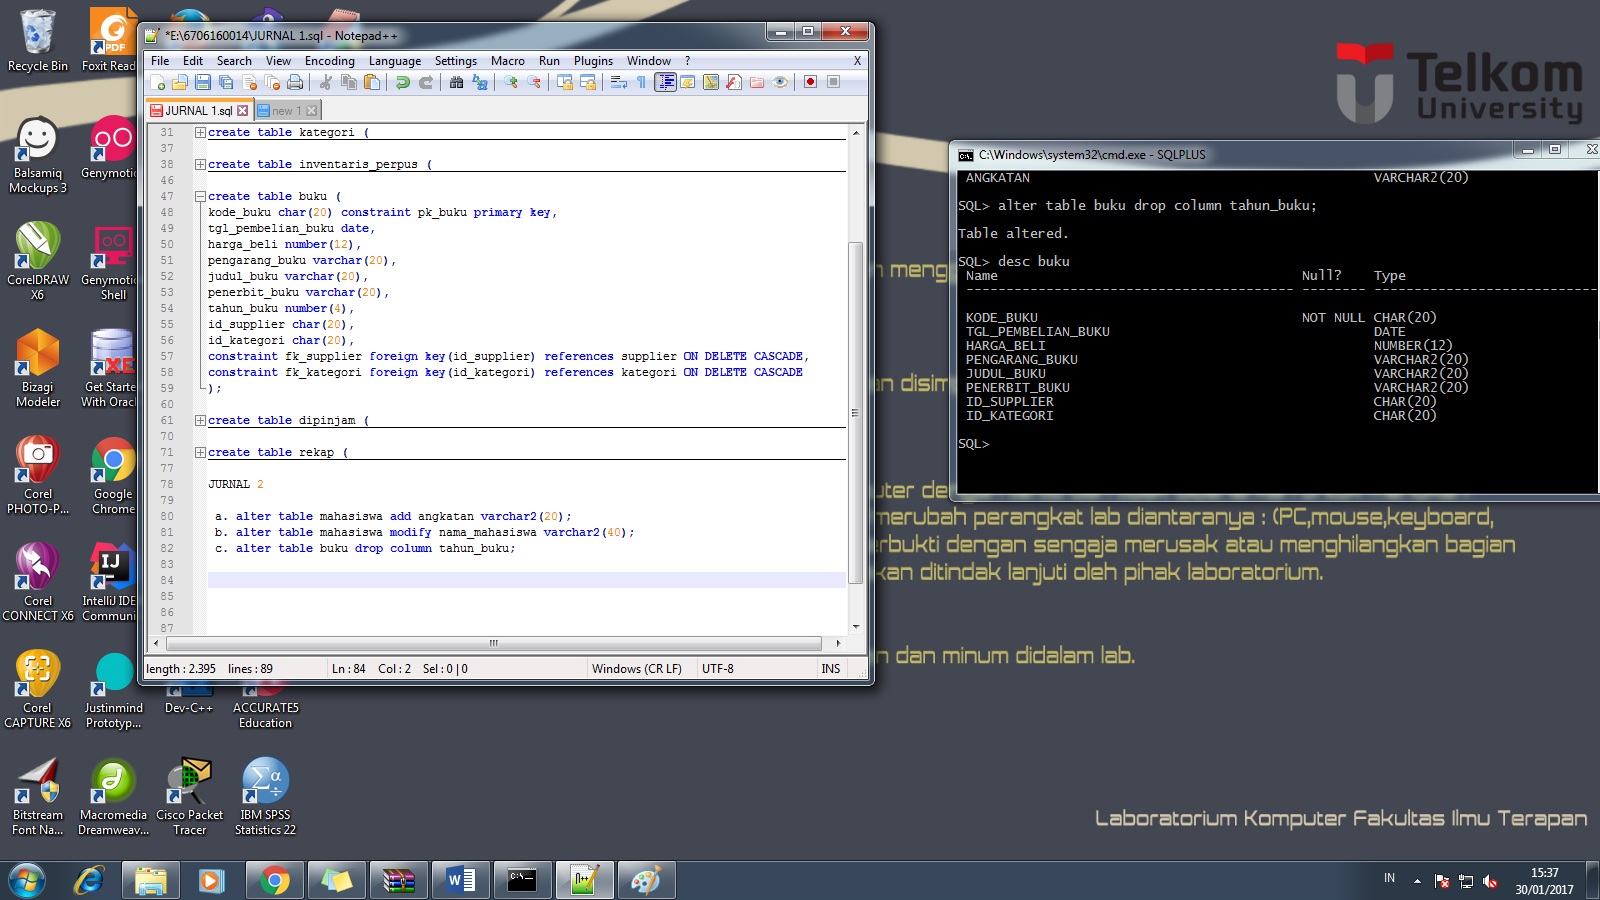 Recycle Bin
Foxit Read
Balsamiq
Mockups 3
Genymotio
CorelDRAW
X6
Genymotio
Shell
Bizagi
Modeler
Get Starte
With Orac
Corel
PHOTO-P...
Google
Chrome
Corel
CONNECT X6
IntelliJ IDE
Communi
Corel
CAPTURE X6
Justinmind
Prototyp...
Dev-C++
ACCURATE5
Education
Bitstream
Font Na...
Macromedia
Dreamweav...
Cisco Packet
Tracer
IBM SPSS
Statistics 22
*E:\6706160014\JURNAL 1.sql - Notepad++
File Edit Search View Encoding Language Settings Macro Run Plugins Window ? X
JURNAL 1.sql new 1
31 create table kategori (
37
38 create table inventaris_perpus (
46
47 create table buku (
48 kode_buku char(20) constraint pk_buku primary key,
49 tgl_pembelian_buku date,
50 harga_beli number(12),
51 pengarang_buku varchar(20),
52 judul_buku varchar(20),
53 penerbit_buku varchar(20),
54 tahun_buku number(4),
55 id_supplier char(20),
56 id_kategori char(20),
57 constraint fk_supplier foreign key(id_supplier) references supplier ON DELETE CASCADE,
58 constraint fk_kategori foreign key(id_kategori) references kategori ON DELETE CASCADE
59 );
60
61 create table dipinjam (
70
71 create table rekap (
77
78 JURNAL 2
79
80 a. alter table mahasiswa add angkatan varchar2(20);
81 b. alter table mahasiswa modify nama_mahasiswa varchar2(40);
82 c. alter table buku drop column tahun_buku;
83
84
85
86
87
length : 2.395 lines : 89 Ln : 84 Col : 2 Sel : 0 | 0 Windows (CR LF) UTF-8 INS
Telkom
University
C:\Windows\system32\cmd.exe - SQLPLUS
ANGKATAN VARCHAR2(20)
SQL> alter table buku drop column tahun_buku;
Table altered.
SQL> desc buku
Name Null? Type
----------------------------------------- -------- ----------------------------
KODE_BUKU NOT NULL CHAR(20)
TGL_PEMBELIAN_BUKU DATE
HARGA_BELI NUMBER(12)
PENGARANG_BUKU VARCHAR2(20)
JUDUL_BUKU VARCHAR2(20)
PENERBIT_BUKU VARCHAR2(20)
ID_SUPPLIER CHAR(20)
ID_KATEGORI CHAR(20)
SQL>
merubah perangkat lab diantaranya : (PC,mouse,keyboard,
rbukti dengan sengaja merusak atau menghilangkan bagian
kan ditindak lanjuti oleh pihak laboratorium.
n dan minum didalam lab.
Laboratorium Komputer Fakultas Ilmu Terapan
IN
15:37
30/01/2017